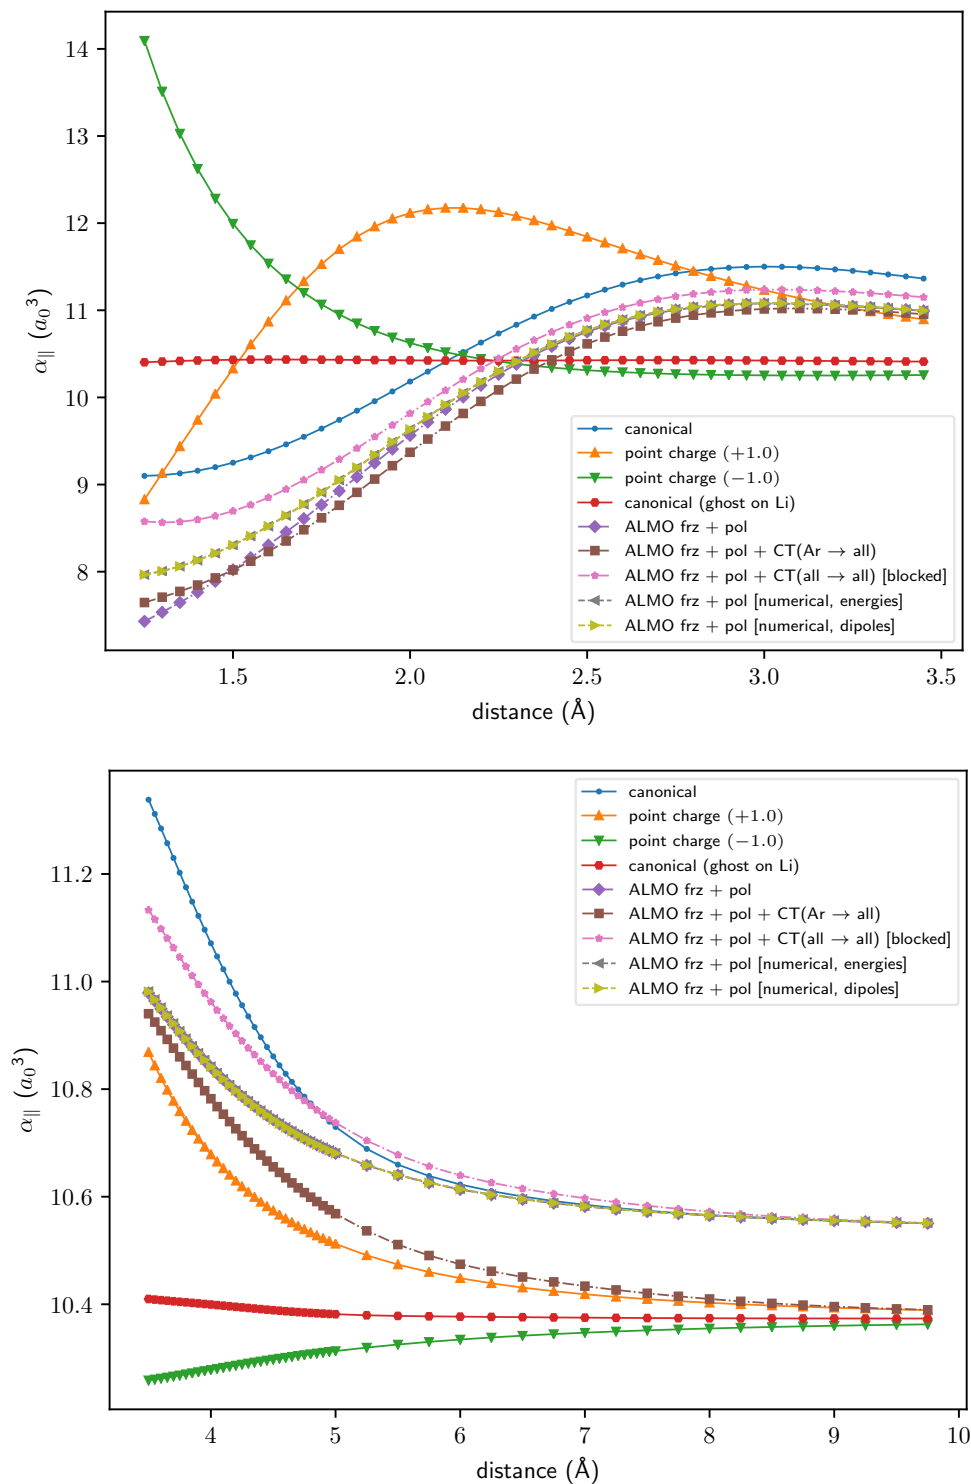 14
13
12
11
10
9
8
α∥ (a₀³)
canonical
point charge (+1.0)
point charge (−1.0)
canonical (ghost on Li)
ALMO frz + pol
ALMO frz + pol + CT(Ar → all)
ALMO frz + pol + CT(all → all) [blocked]
ALMO frz + pol [numerical, energies]
ALMO frz + pol [numerical, dipoles]
1.5 2.0 2.5 3.0 3.5
distance (Å)
canonical
point charge (+1.0)
point charge (−1.0)
canonical (ghost on Li)
ALMO frz + pol
ALMO frz + pol + CT(Ar → all)
ALMO frz + pol + CT(all → all) [blocked]
ALMO frz + pol [numerical, energies]
ALMO frz + pol [numerical, dipoles]
11.2
11.0
10.8
10.6
10.4
α∥ (a₀³)
4 5 6 7 8 9 10
distance (Å)